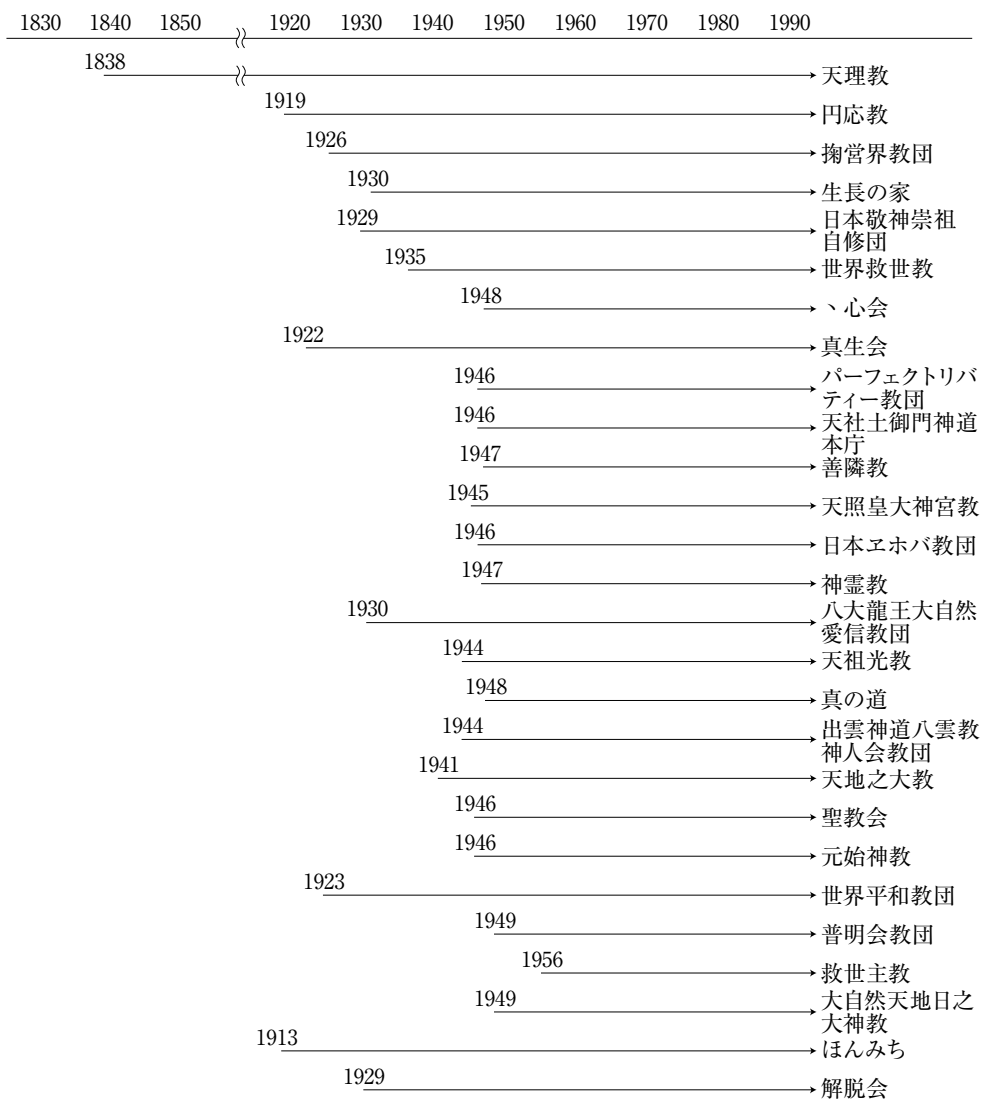 1830 1840 1850 1920 1930 1940 1950 1960 1970 1980 1990
1838
天理教
1919
円応教
1926
掬営界教団
1930
生長の家
1929
日本敬神崇祖
自修団
1935
世界救世教
1948
、心会
1922
真生会
1946
パーフェクトリバ
ティー教団
1946
天社土御門神道
本庁
1947
善隣教
1945
天照皇大神宮教
1946
日本ヱホバ教団
1947
神霊教
1930
八大龍王大自然
愛信教団
1944
天祖光教
1948
真の道
1944
出雲神道八雲教
神人会教団
1941
天地之大教
1946
聖教会
1946
元始神教
1923
世界平和教団
1949
普明会教団
1956
救世主教
1949
大自然天地日之
大神教
1913
ほんみち
1929
解脱会